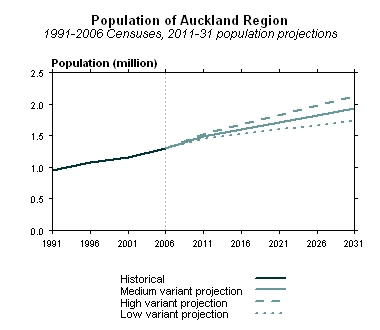 Population of Auckland Region
1991-2006 Censuses, 2011-31 population projections
Population (million)
2.5
2.0
1.5
1.0
0.5
0.0
1991 1996 2001 2006 2011 2016 2021 2026 2031
Historical
Medium variant projection
High variant projection
Low variant projection